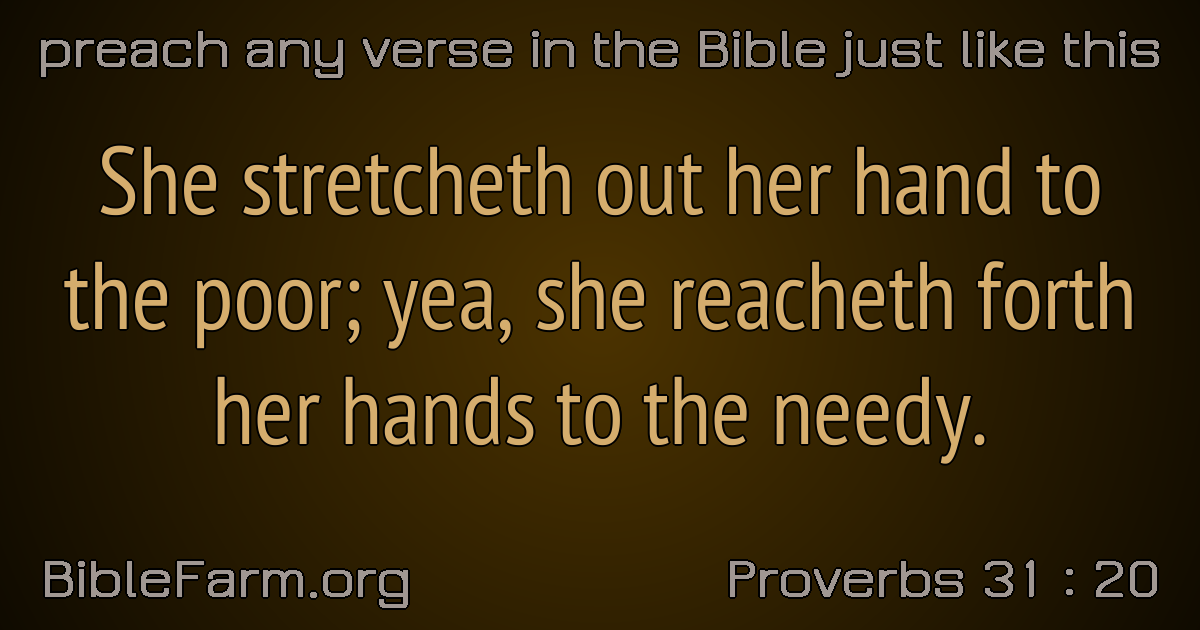 preach any verse in the Bible just like this
She stretcheth out her hand to
the poor; yea, she reacheth forth
her hands to the needy.
BibleFarm.org
Proverbs 31 : 20